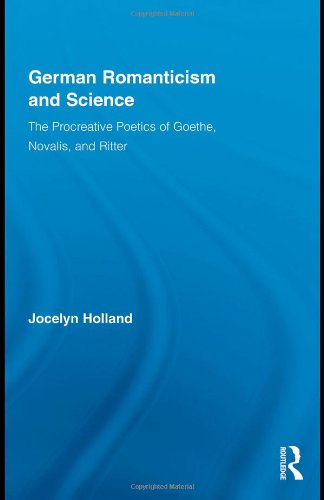 German Romanticism
and Science
The Procreative Poetics of Goethe,
Novalis, and Ritter
Jocelyn Holland
ROUTLEDGE